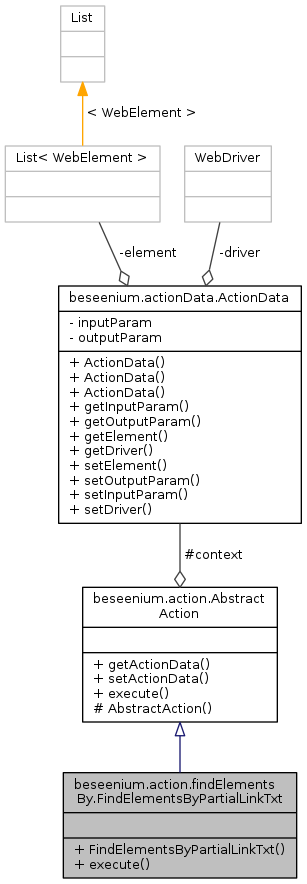 List
< WebElement >
List< WebElement >
WebDriver
-element
-driver
beseenium.actionData.ActionData
- inputParam
- outputParam
+ ActionData()
+ ActionData()
+ ActionData()
+ getInputParam()
+ getOutputParam()
+ getElement()
+ getDriver()
+ setElement()
+ setOutputParam()
+ setInputParam()
+ setDriver()
#context
beseenium.action.Abstract
Action
+ getActionData()
+ setActionData()
+ execute()
# AbstractAction()
beseenium.action.findElements
By.FindElementsByPartialLinkTxt
+ FindElementsByPartialLinkTxt()
+ execute()